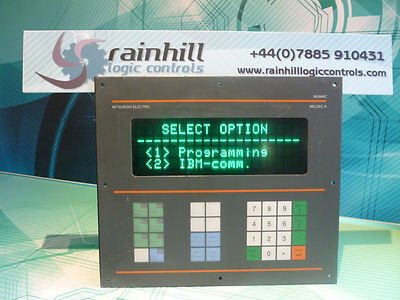 rainhill
logic controls
+44(0)7885 910431
www.rainhilllogiccontrols.com
MITSUBISHI ELECTRIC
MELSEC A
SELECT OPTION
--------------------
<1> Programming
<2> IBM-comm.
7 8 9
4 5 6
1 2 3
0